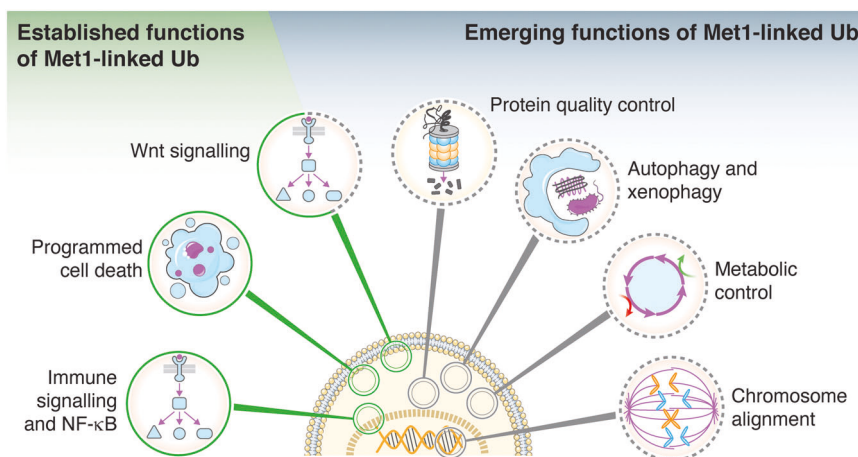 Established functions
of Met1-linked Ub
Emerging functions of Met1-linked Ub
Protein quality control
Wnt signalling
Autophagy and
xenophagy
Programmed
cell death
Metabolic
control
Immune
signalling
and NF-κB
Chromosome
alignment